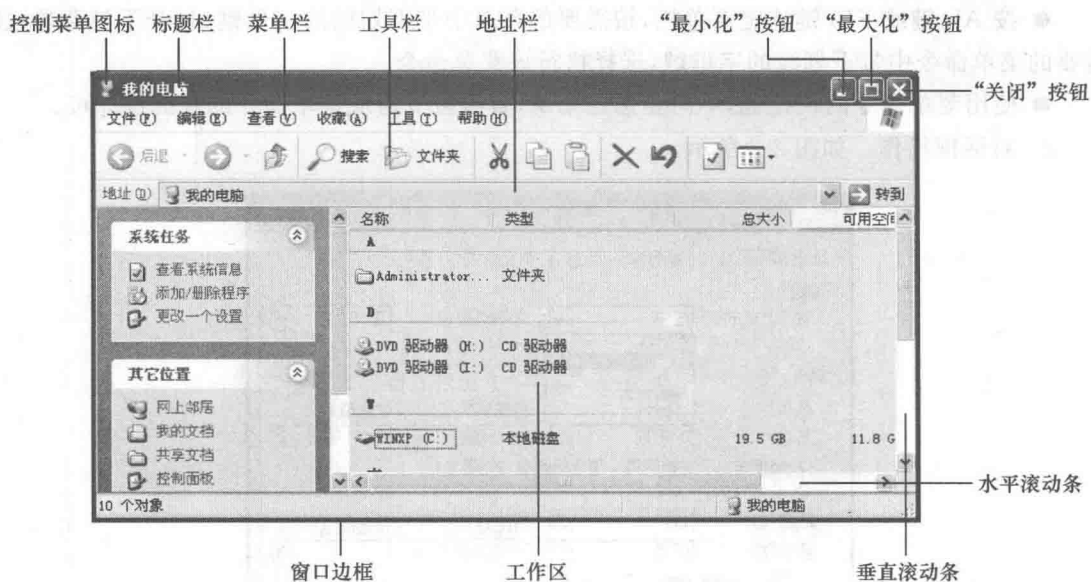 控制菜单图标 标题栏 菜单栏 工具栏 地址栏 “最小化”按钮 “最大化”按钮
“关闭”按钮
我的电脑
文件(F) 编辑(E) 查看(V) 收藏(A) 工具(T) 帮助(H)
后退 搜索 文件夹
地址(D) 我的电脑 转到
名称 类型 总大小 可用空间
系统任务
查看系统信息
添加/删除程序
更改一个设置
其它位置
网上邻居
我的文档
共享文档
控制面板
A
Administrator... 文件夹
D
DVD 驱动器 (H:) CD 驱动器
DVD 驱动器 (I:) CD 驱动器
W
WINXP (C:) 本地磁盘 19.5 GB 11.8 G
10 个对象 我的电脑
水平滚动条
窗口边框 工作区 垂直滚动条